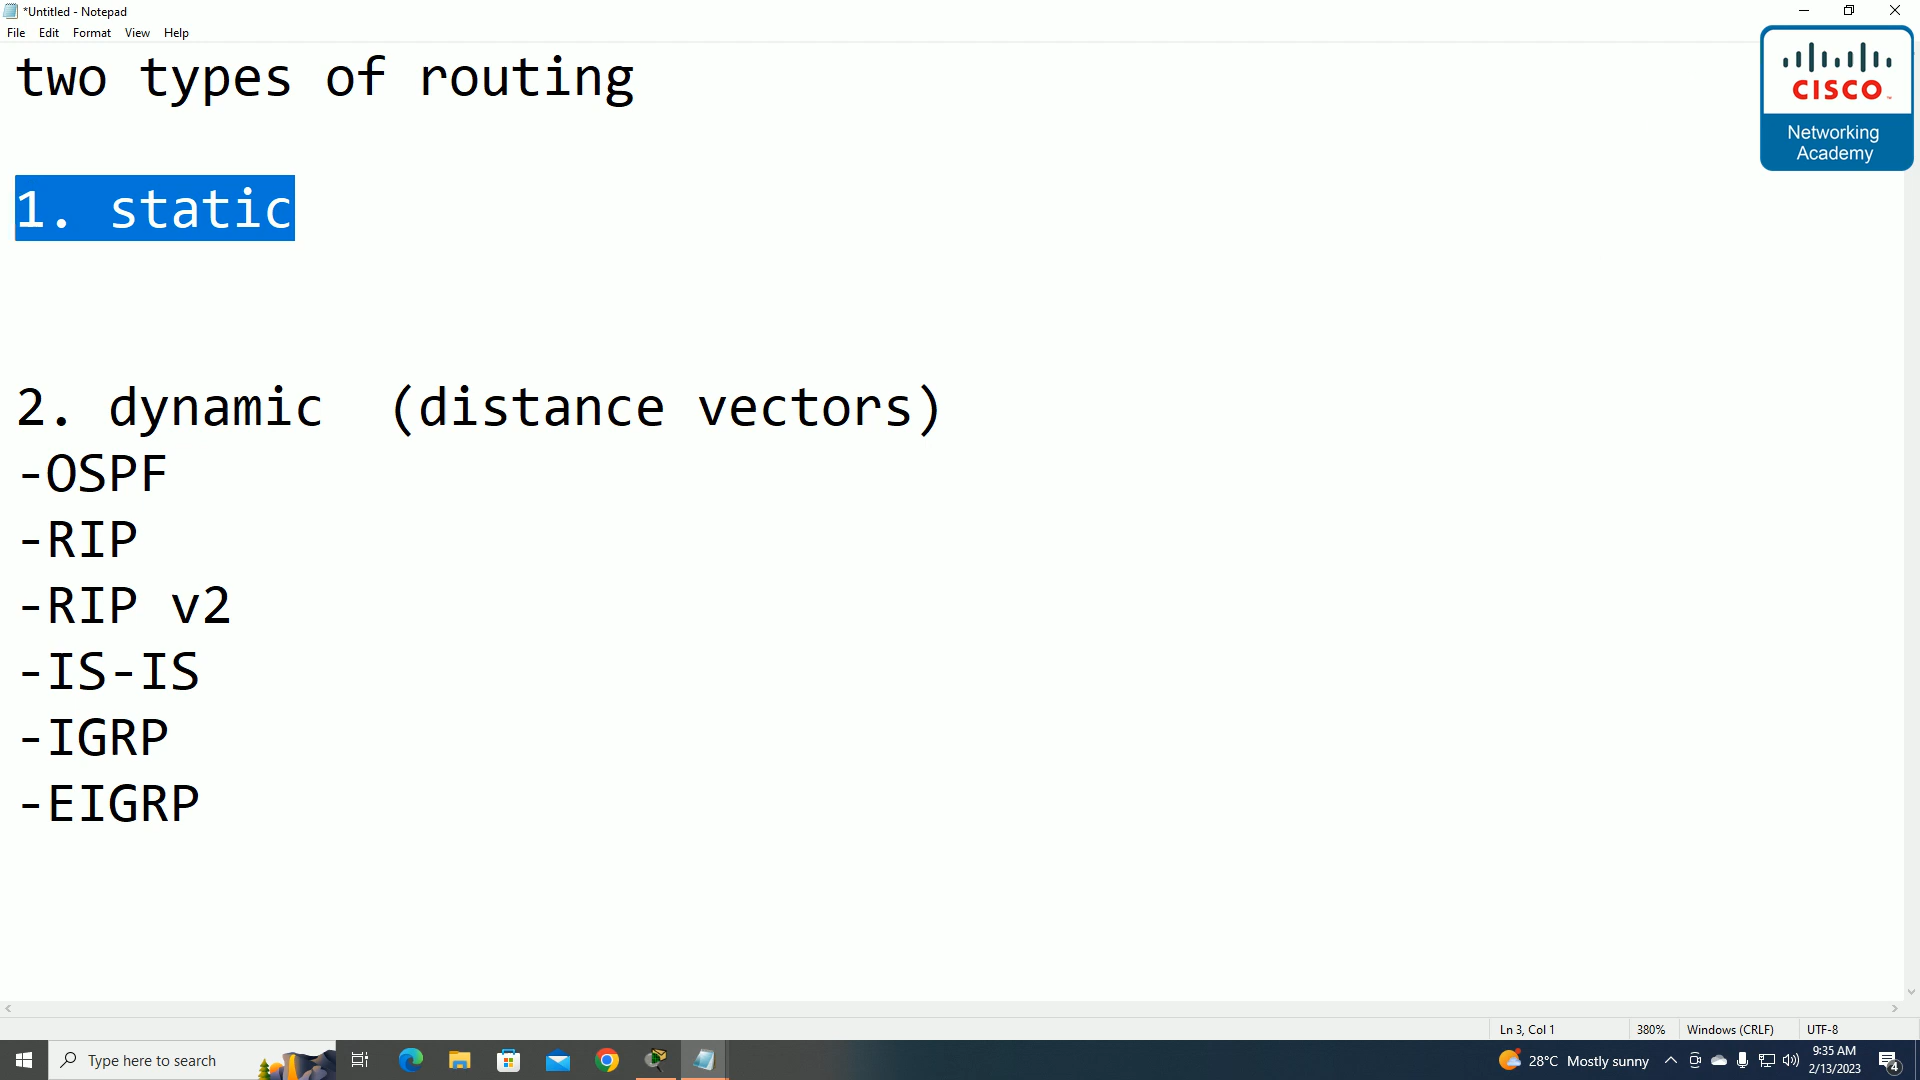 *Untitled - Notepad
File Edit Format View Help
two types of routing
CISCO
Networking
Academy
1. static
2. dynamic  (distance vectors)
-OSPF
-RIP
-RIP v2
-IS-IS
-IGRP
-EIGRP
Ln 3, Col 1 380% Windows (CRLF) UTF-8
Type here to search
28°C Mostly sunny
9:35 AM
2/13/2023
4